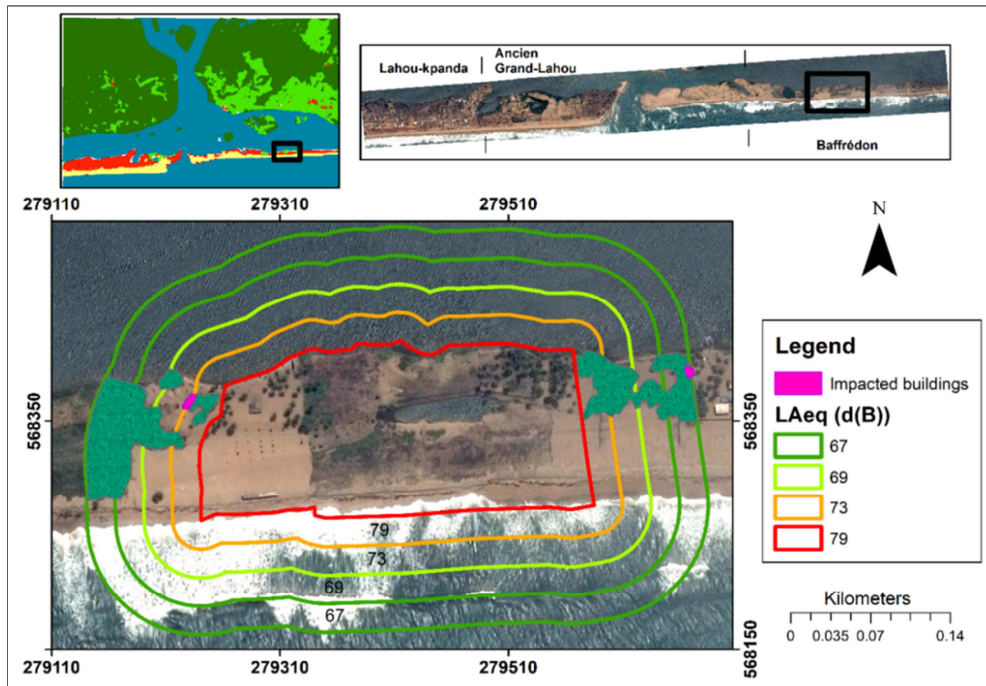 Lahou-kpanda
Ancien
Grand-Lahou
Baffrédon
279110
279310
279510
N
568350
568350
568150
79
73
69
67
279110
279310
279510
Legend
Impacted buildings
LAeq (d(B))
67
69
73
79
Kilometers
0
0.035
0.07
0.14